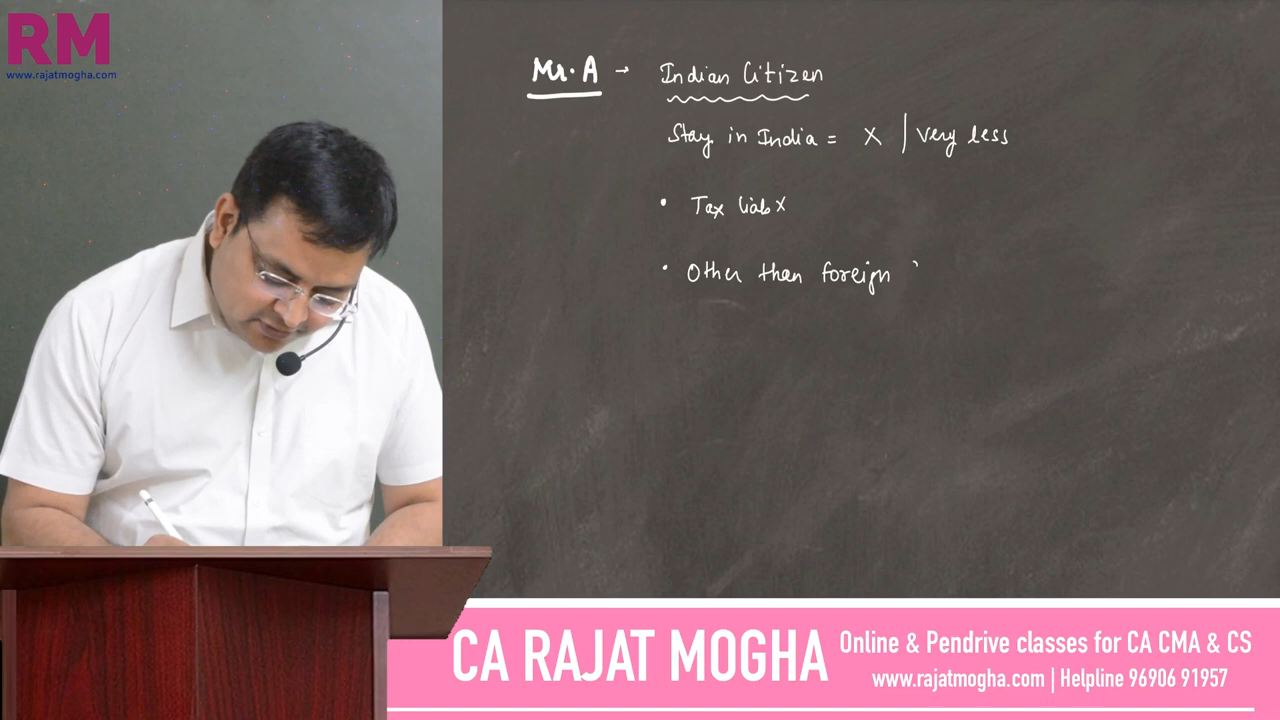 RM
www.rajatmogha.com
Mr. A → Indian Citizen
Stay in India = X | very less
• Tax liab X
• Other than foreign
CA RAJAT MOGHA
Online & Pendrive classes for CA CMA & CS
www.rajatmogha.com | Helpline 96906 91957